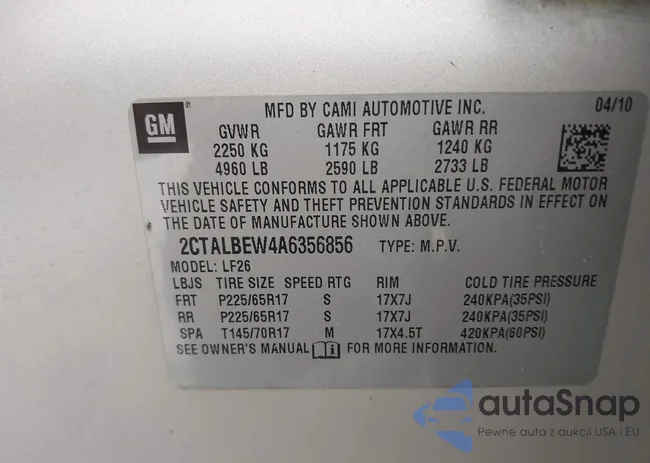 GM
MFD BY CAMI AUTOMOTIVE INC. 04/10
GVWR GAWR FRT GAWR RR
2250 KG 1175 KG 1240 KG
4960 LB 2590 LB 2733 LB
THIS VEHICLE CONFORMS TO ALL APPLICABLE U.S. FEDERAL MOTOR
VEHICLE SAFETY AND THEFT PREVENTION STANDARDS IN EFFECT ON
THE DATE OF MANUFACTURE SHOWN ABOVE.
2CTALBEW4A6356856 TYPE: M.P.V.
MODEL: LF26
LBJS TIRE SIZE SPEED RTG RIM COLD TIRE PRESSURE
FRT P225/65R17 S 17X7J 240KPA(35PSI)
RR P225/65R17 S 17X7J 240KPA(35PSI)
SPA T145/70R17 M 17X4.5T 420KPA(60PSI)
SEE OWNER'S MANUAL FOR MORE INFORMATION.
autaSnap
Pewne auta z aukcji USA i EU